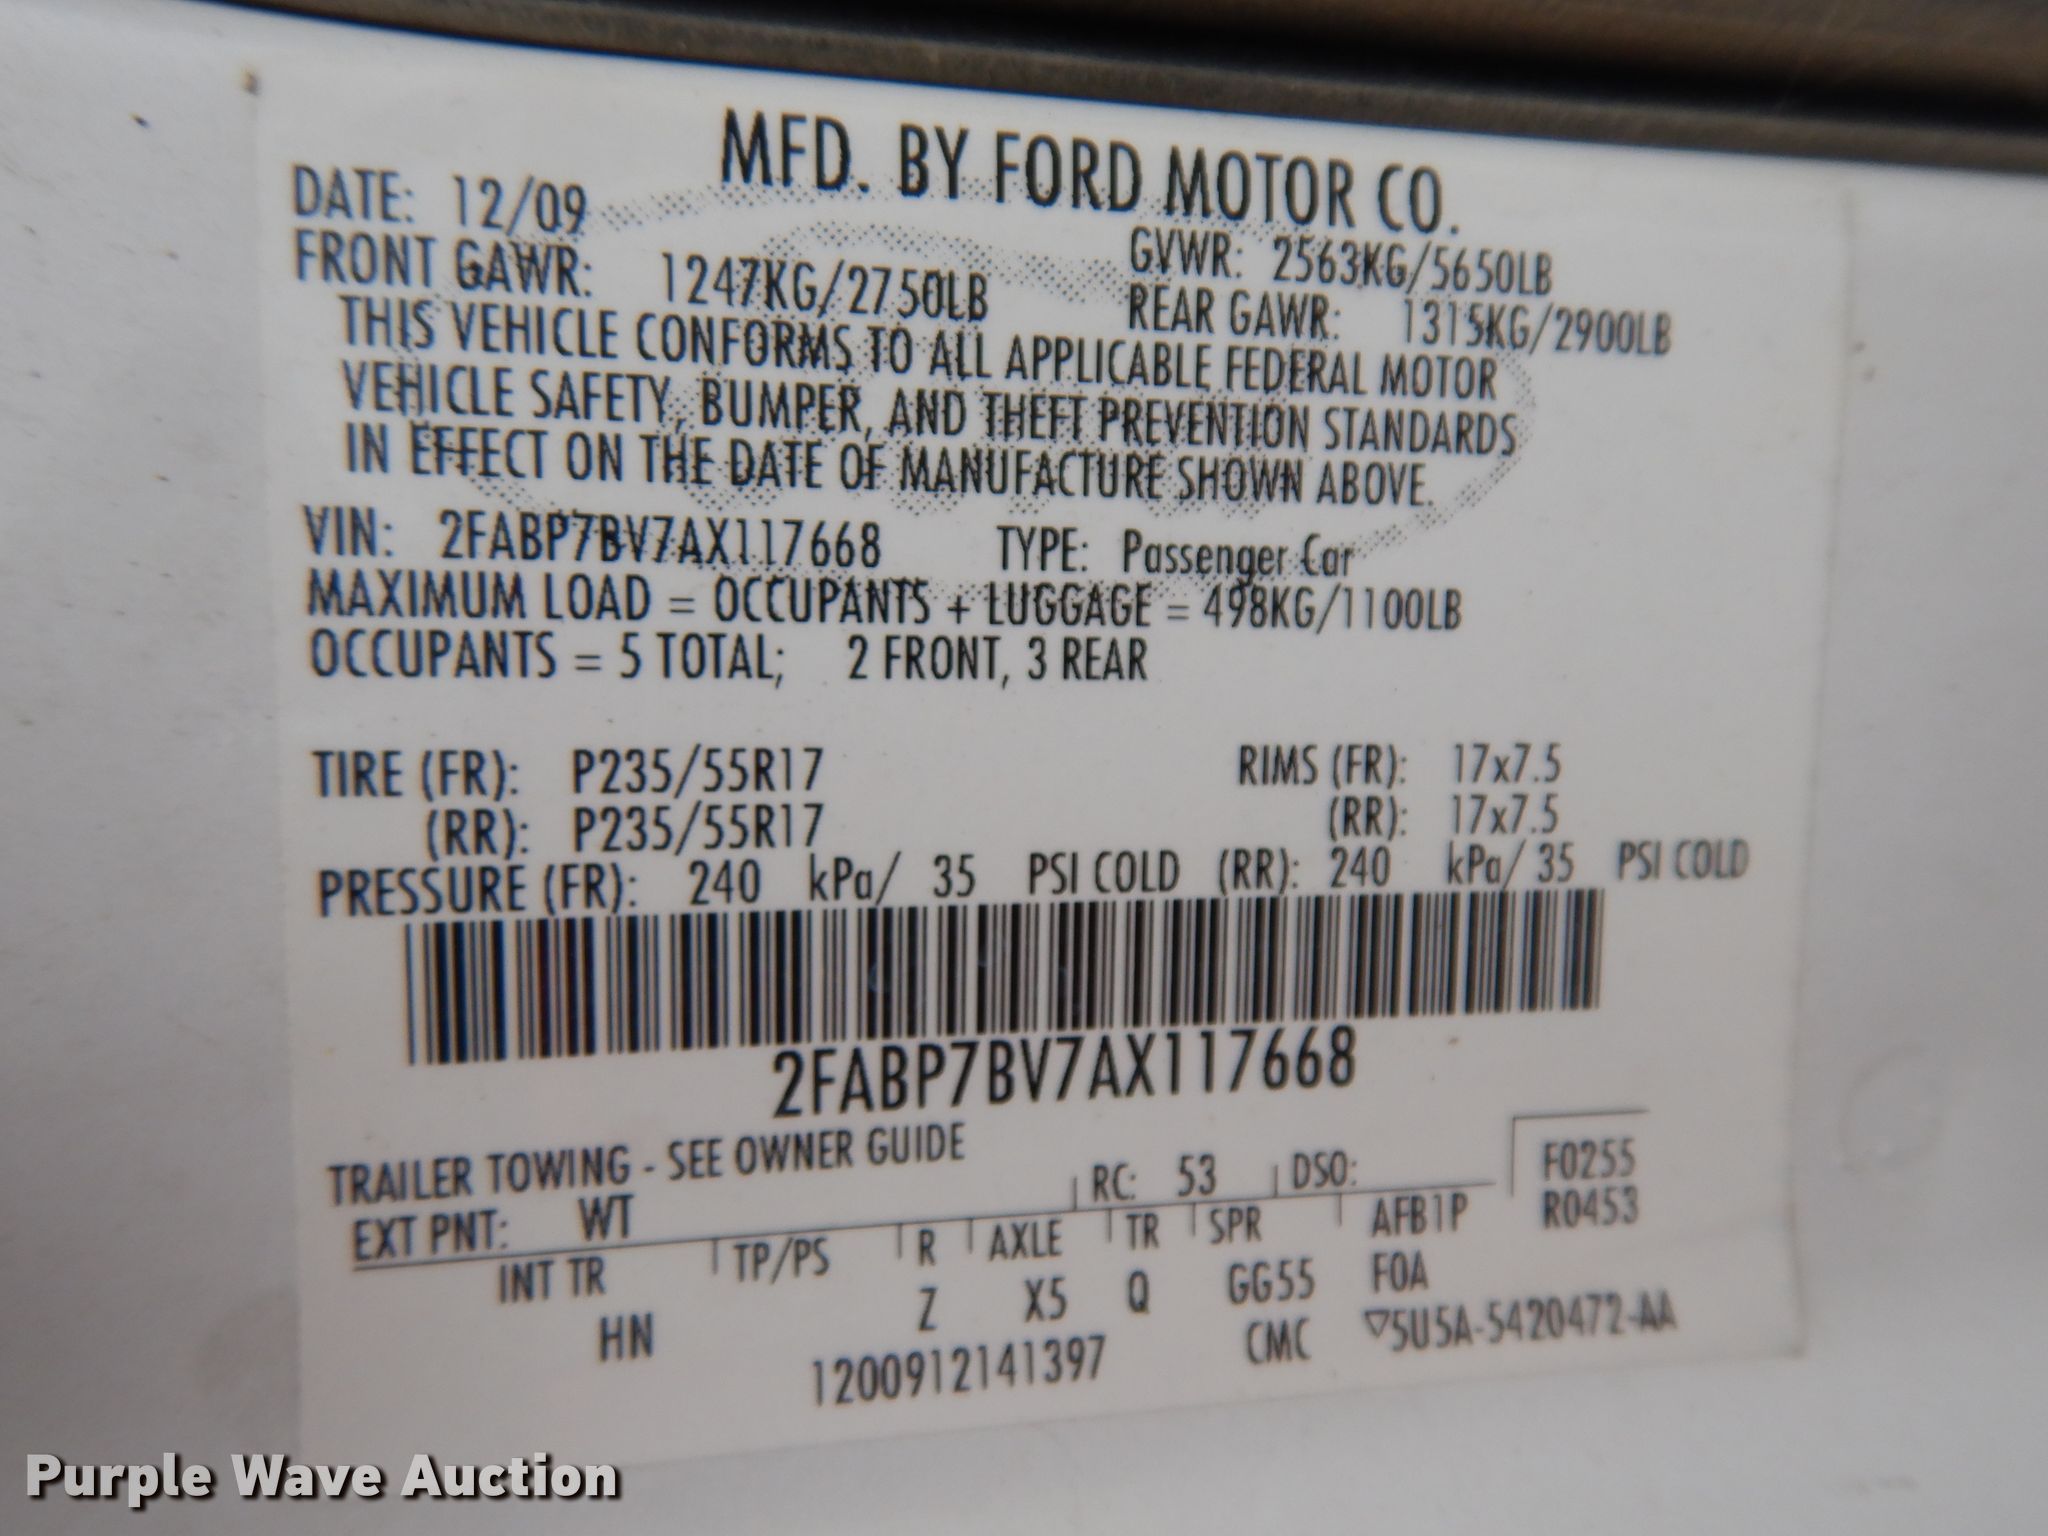 MFD. BY FORD MOTOR CO.
DATE: 12/09
GVWR: 2563KG/5650LB
FRONT GAWR: 1247KG/2750LB
REAR GAWR: 1315KG/2900LB
THIS VEHICLE CONFORMS TO ALL APPLICABLE FEDERAL MOTOR
VEHICLE SAFETY, BUMPER, AND THEFT PREVENTION STANDARDS
IN EFFECT ON THE DATE OF MANUFACTURE SHOWN ABOVE.
VIN: 2FABP7BV7AX117668 TYPE: Passenger Car
MAXIMUM LOAD = OCCUPANTS + LUGGAGE = 498KG/1100LB
OCCUPANTS = 5 TOTAL; 2 FRONT, 3 REAR
TIRE (FR): P235/55R17 RIMS (FR): 17x7.5
(RR): P235/55R17 (RR): 17x7.5
PRESSURE (FR): 240 kPa/ 35 PSI COLD (RR): 240 kPa/ 35 PSI COLD
2FABP7BV7AX117668
TRAILER TOWING - SEE OWNER GUIDE
EXT PNT: WT RC: 53 DSO: F0255
R0453
INT TR TP/PS R AXLE TR SPR AFB1P
HN Z X5 Q GG55 FOA
1200912141397 CMC ▽5U5A-5420472-AA
Purple Wave Auction